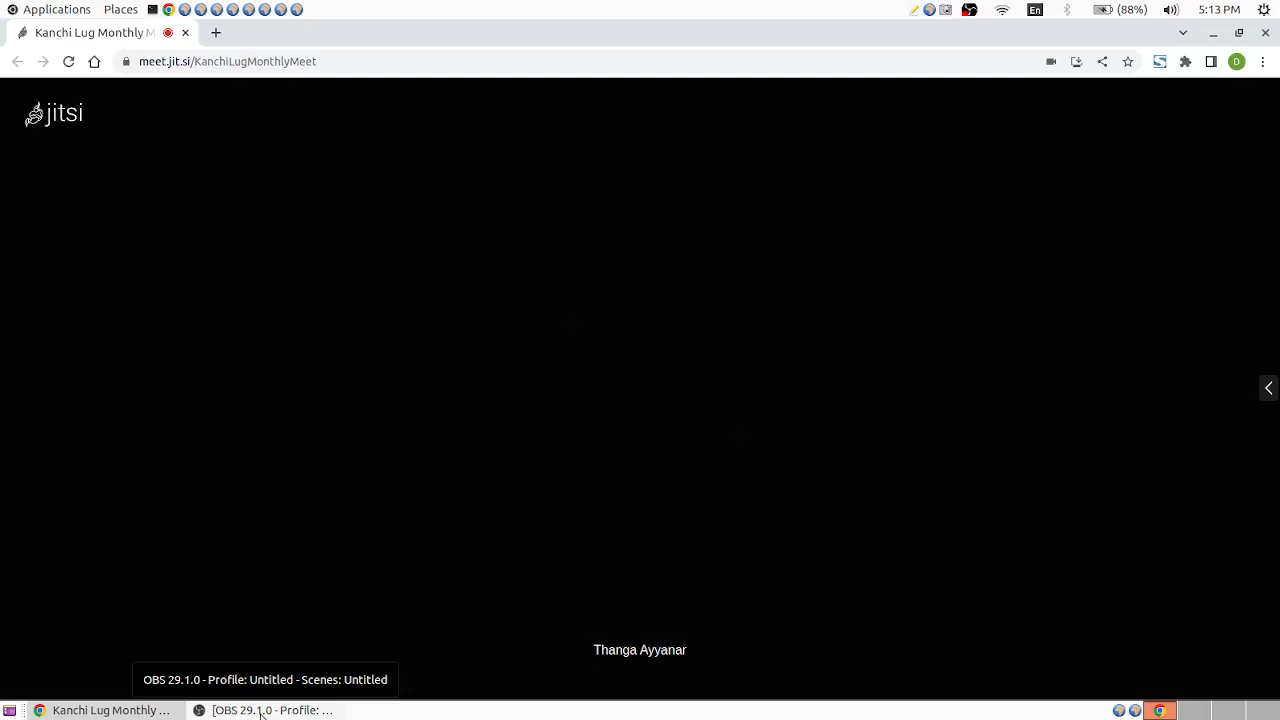 Applications Places En (88%) 5:13 PM
Kanchi Lug Monthly M
meet.jit.si/KanchiLugMonthlyMeet S D
jitsi
Thanga Ayyanar
OBS 29.1.0 - Profile: Untitled - Scenes: Untitled
Kanchi Lug Monthly ... [OBS 29.1.0 - Profile: ...